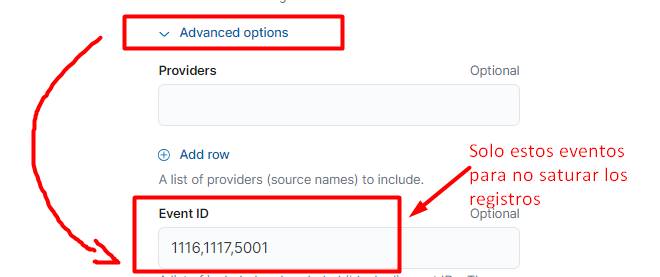 Advanced options
Providers
Optional
Add row
A list of providers (source names) to include.
Solo estos eventos
para no saturar los
registros
Event ID
Optional
1116,1117,5001